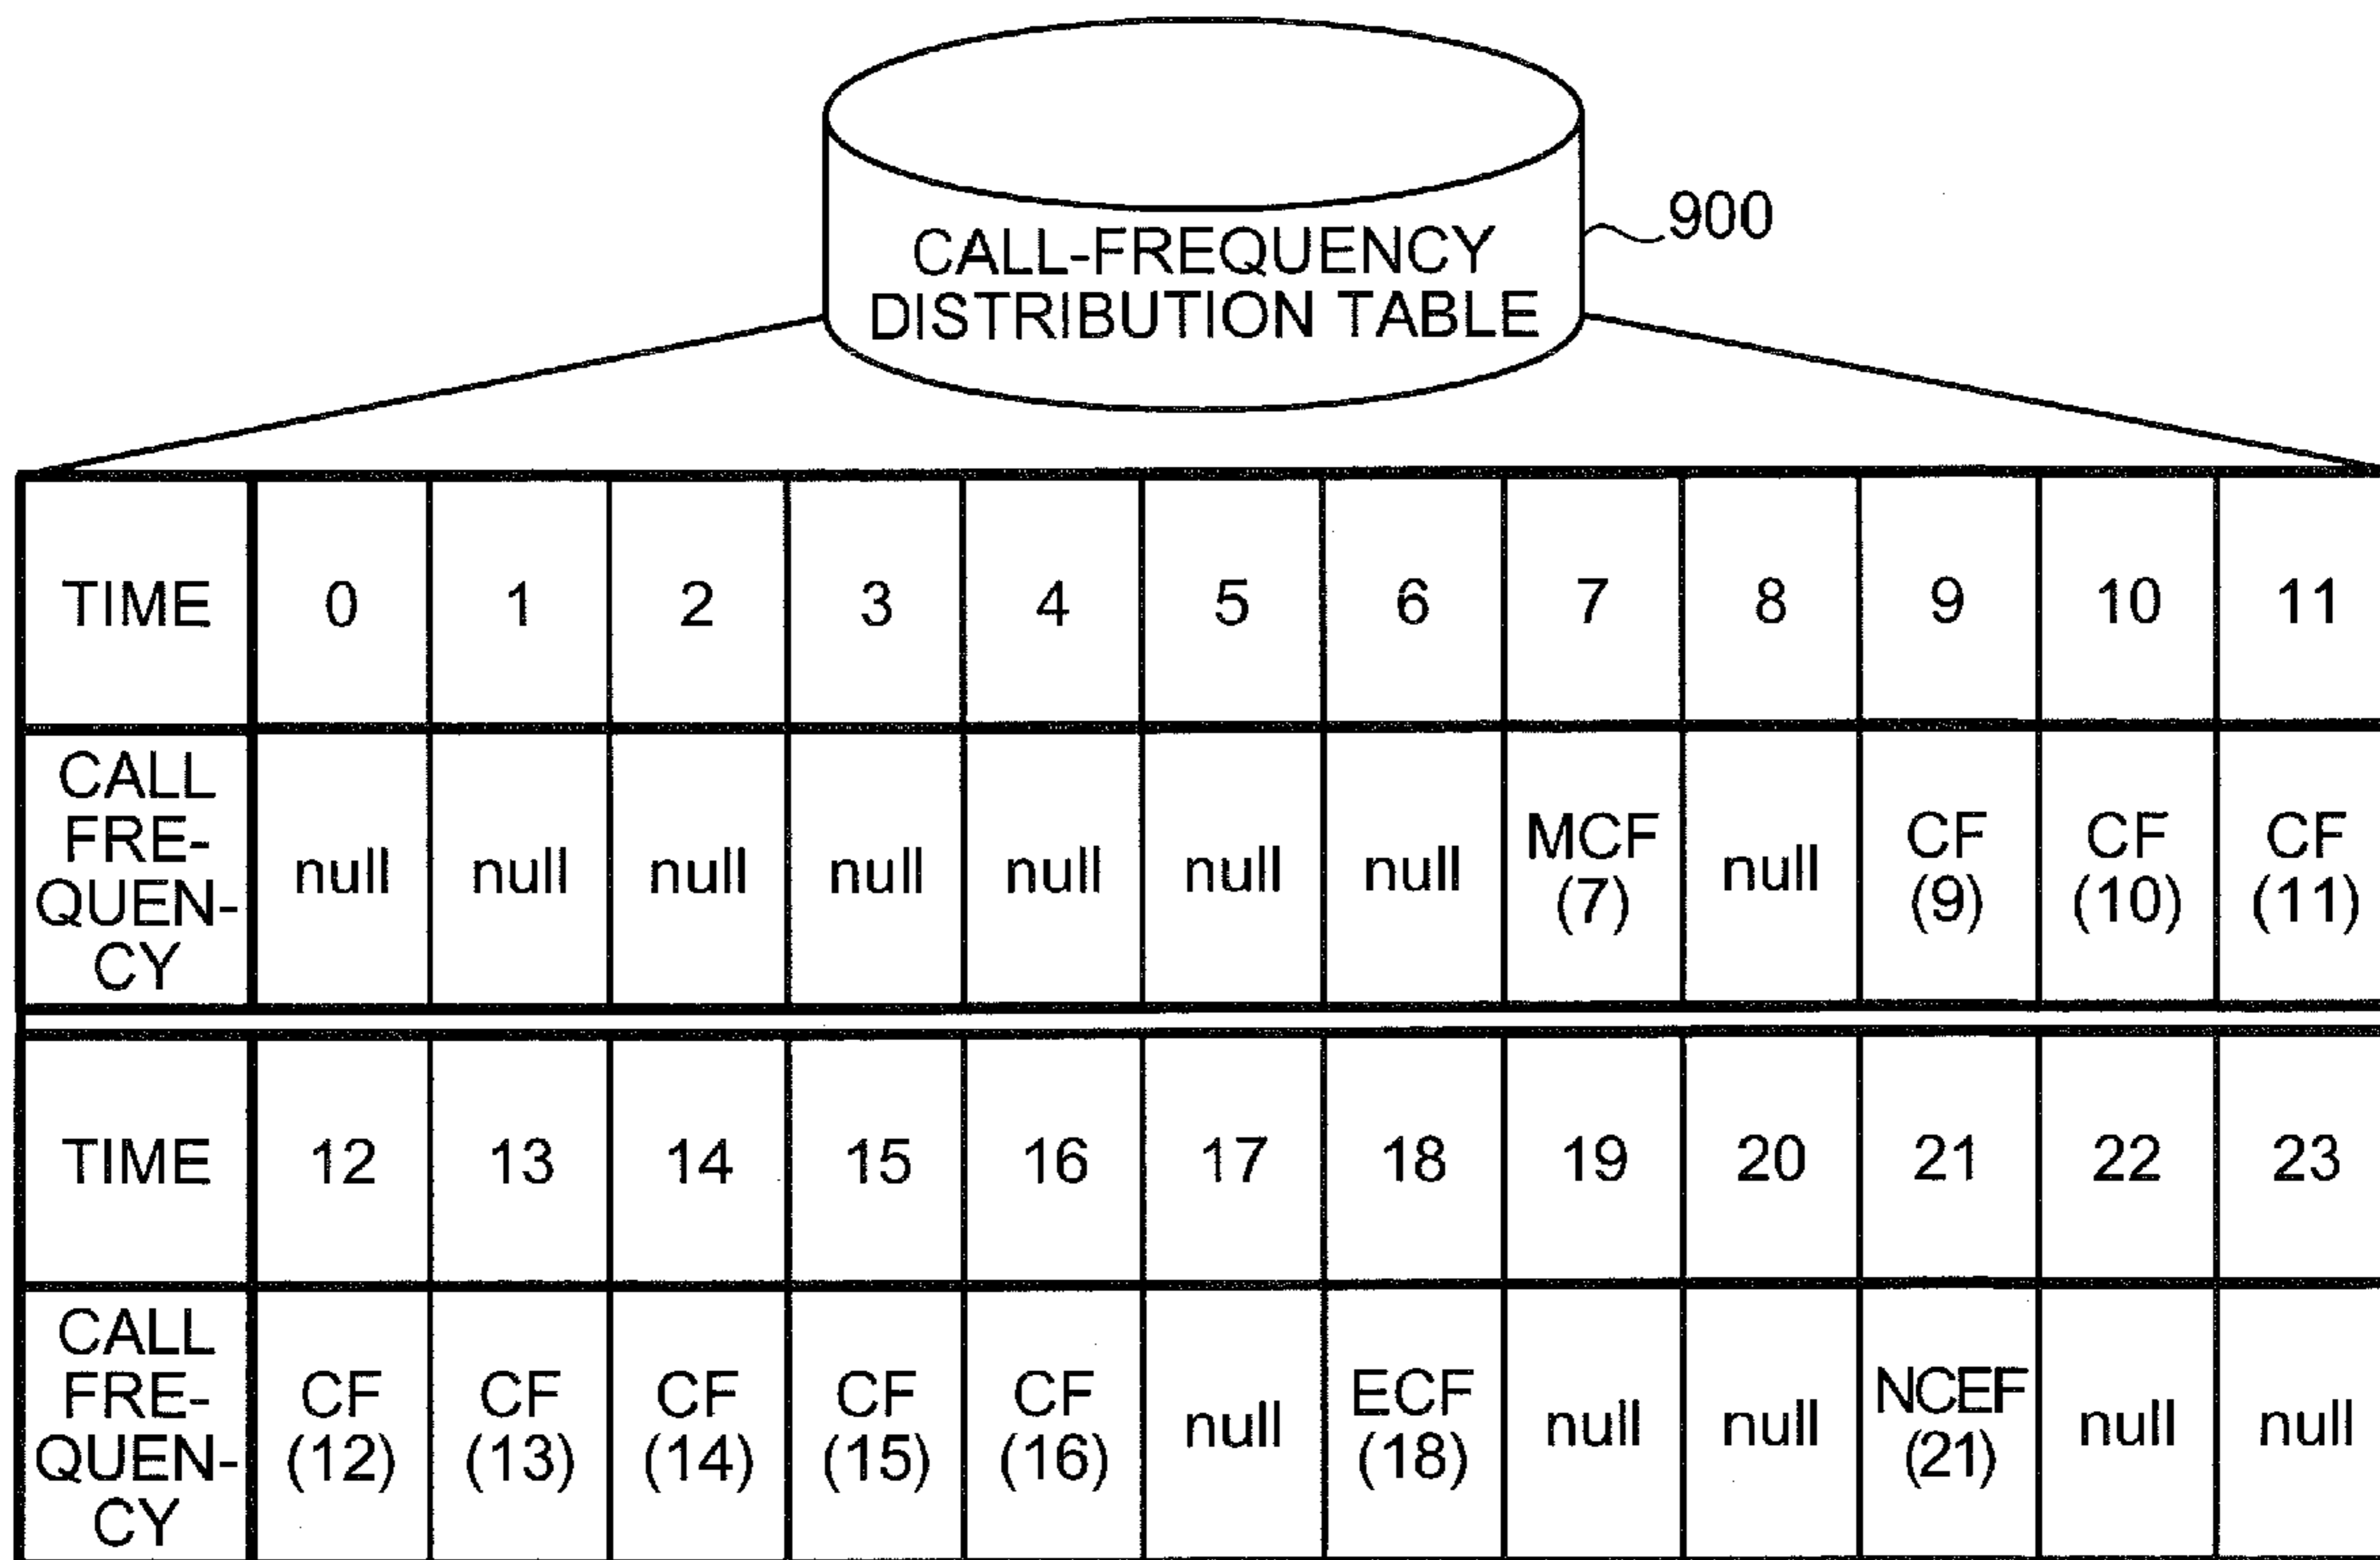 CALL-FREQUENCY
DISTRIBUTION TABLE
900
TIME 0 1 2 3 4 5 6 7 8 9 10 11
CALL
FRE-
QUEN-
CY
null null null null null null null MCF (7) null CF (9) CF (10) CF (11)
TIME 12 13 14 15 16 17 18 19 20 21 22 23
CALL
FRE-
QUEN-
CY
CF (12) CF (13) CF (14) CF (15) CF (16) null ECF (18) null null NCEF (21) null null